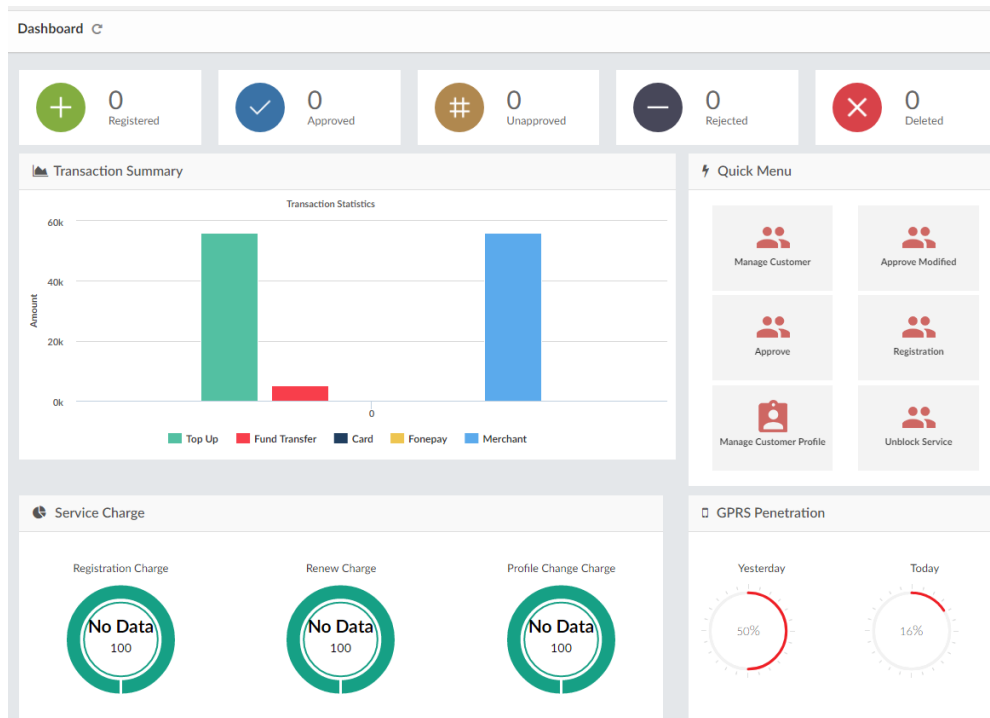 Dashboard
0
Registered
0
Approved
0
Unapproved
0
Rejected
0
Deleted
Transaction Summary
Transaction Statistics
60k
40k
20k
0k
Amount
0
Top Up Fund Transfer Card Fonepay Merchant
Quick Menu
Manage Customer
Approve Modified
Approve
Registration
Manage Customer Profile
Unblock Service
Service Charge
Registration Charge
No Data
100
Renew Charge
No Data
100
Profile Change Charge
No Data
100
GPRS Penetration
Yesterday
50%
Today
16%